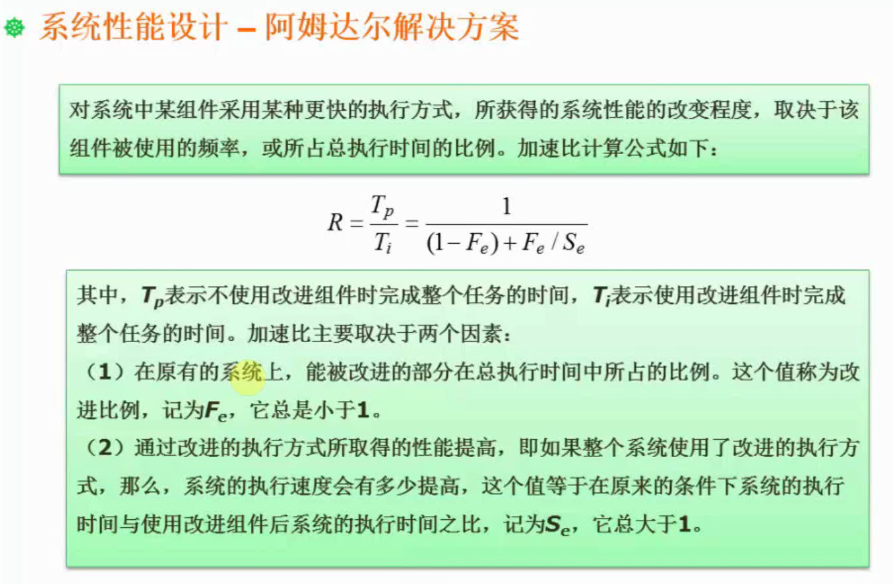 系统性能设计 – 阿姆达尔解决方案
对系统中某组件采用某种更快的执行方式，所获得的系统性能的改变程度，取决于该
组件被使用的频率，或所占总执行时间的比例。加速比计算公式如下：
R = T_p / T_i = 1 / ((1 − F_e) + F_e / S_e)
其中，T_p表示不使用改进组件时完成整个任务的时间，T_i表示使用改进组件时完成
整个任务的时间。加速比主要取决于两个因素：
（1）在原有的系统上，能被改进的部分在总执行时间中所占的比例。这个值称为改
进比例，记为F_e，它总是小于1。
（2）通过改进的执行方式所取得的性能提高，即如果整个系统使用了改进的执行方
式，那么，系统的执行速度会有多少提高，这个值等于在原来的条件下系统的执行
时间与使用改进组件后系统的执行时间之比，记为S_e，它总大于1。